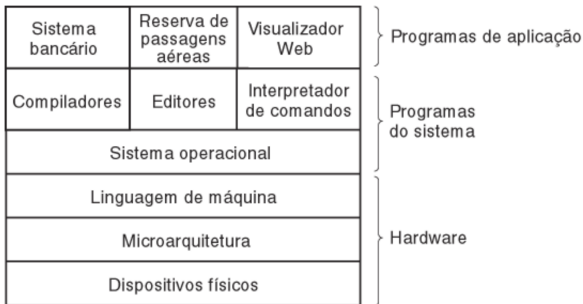 Sistema
bancário
Reserva de
passagens
aéreas
Visualizador
Web
Programas de aplicação
Compiladores
Editores
Interpretador
de comandos
Programas
do sistema
Sistema operacional
Linguagem de máquina
Microarquitetura
Hardware
Dispositivos físicos